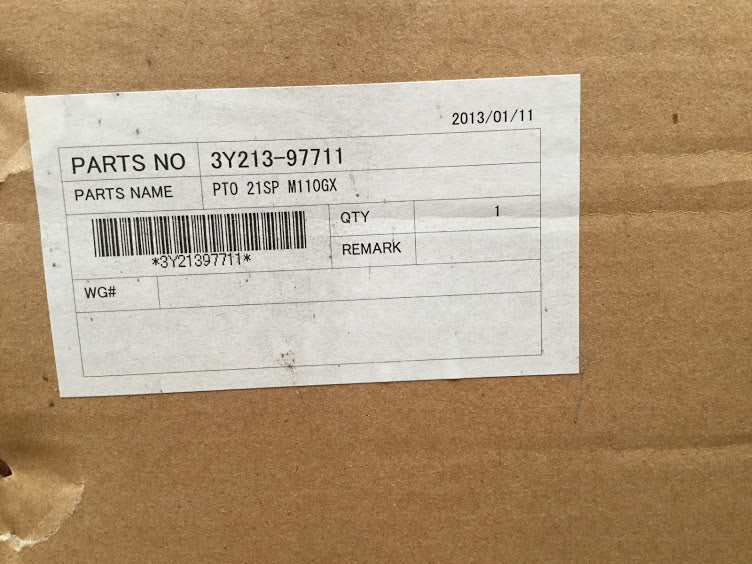 2013/01/11
PARTS NO 3Y213-97711
PARTS NAME PTO 21SP M110GX
QTY 1
*3Y21397711*
REMARK
WG#